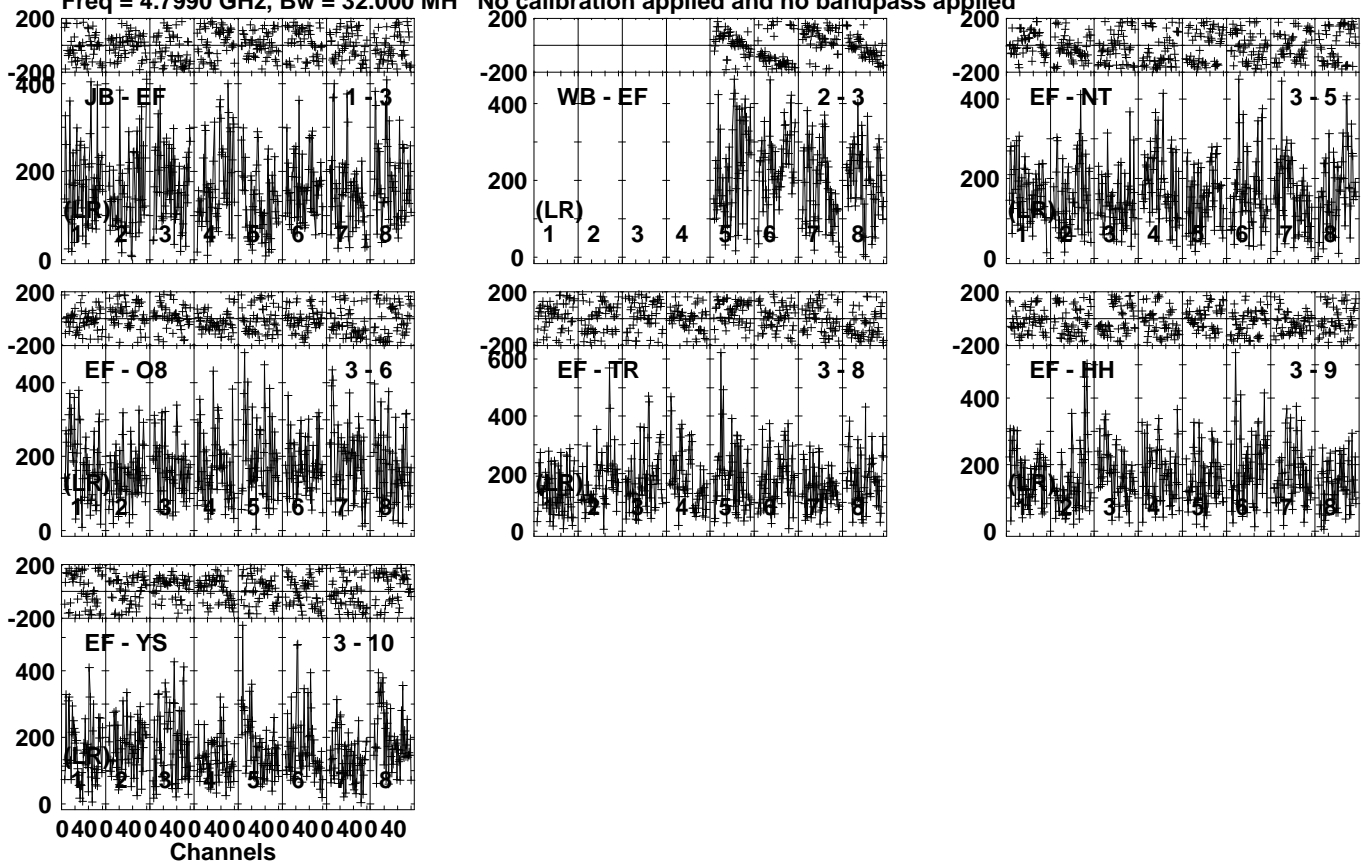 Freq = 4.7990 GHz, Bw = 32.000 MH No calibration applied and no bandpass applied
200
-200
400
200
0
JB - EF 1 - 3
(LR)
1 2 3 4 5 6 7 8
200
-200
400
200
0
WB - EF 2 - 3
(LR)
1 2 3 4 5 6 7 8
200
-200
400
200
0
EF - NT 3 - 5
(LR)
1 2 3 4 5 6 7 8
200
-200
400
200
0
EF - O8 3 - 6
(LR)
1 2 3 4 5 6 7 8
200
-200
600
400
200
0
EF - TR 3 - 8
(LR)
1 2 3 4 5 6 7 8
200
-200
400
200
0
EF - HH 3 - 9
(LR)
1 2 3 4 5 6 7 8
200
-200
400
200
0
EF - YS 3 - 10
(LR)
1 2 3 4 5 6 7 8
0 40 0 40 0 40 0 40 0 40 0 40 0 40 0 40
Channels